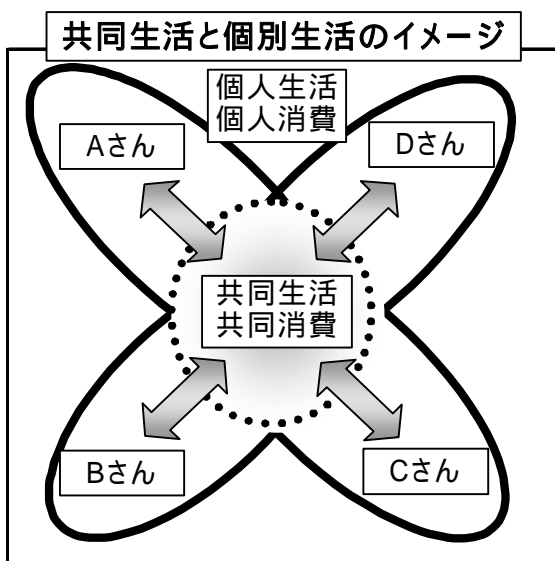 共同生活と個別生活のイメージ
個人生活
個人消費
Aさん
Dさん
共同生活
共同消費
Bさん
Cさん